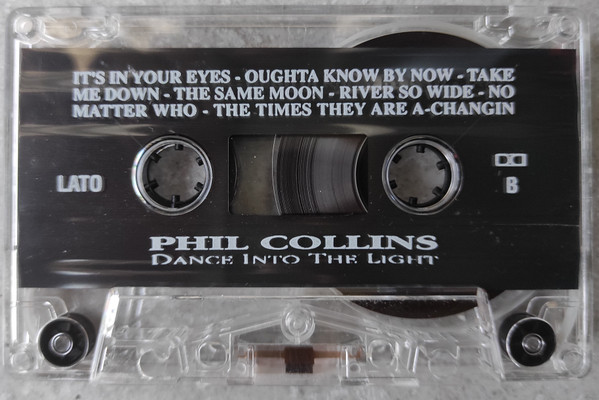 IT'S IN YOUR EYES - OUGHTA KNOW BY NOW - TAKE
ME DOWN - THE SAME MOON - RIVER SO WIDE - NO
MATTER WHO - THE TIMES THEY ARE A-CHANGIN
LATO
B
PHIL COLLINS
DANCE INTO THE LIGHT